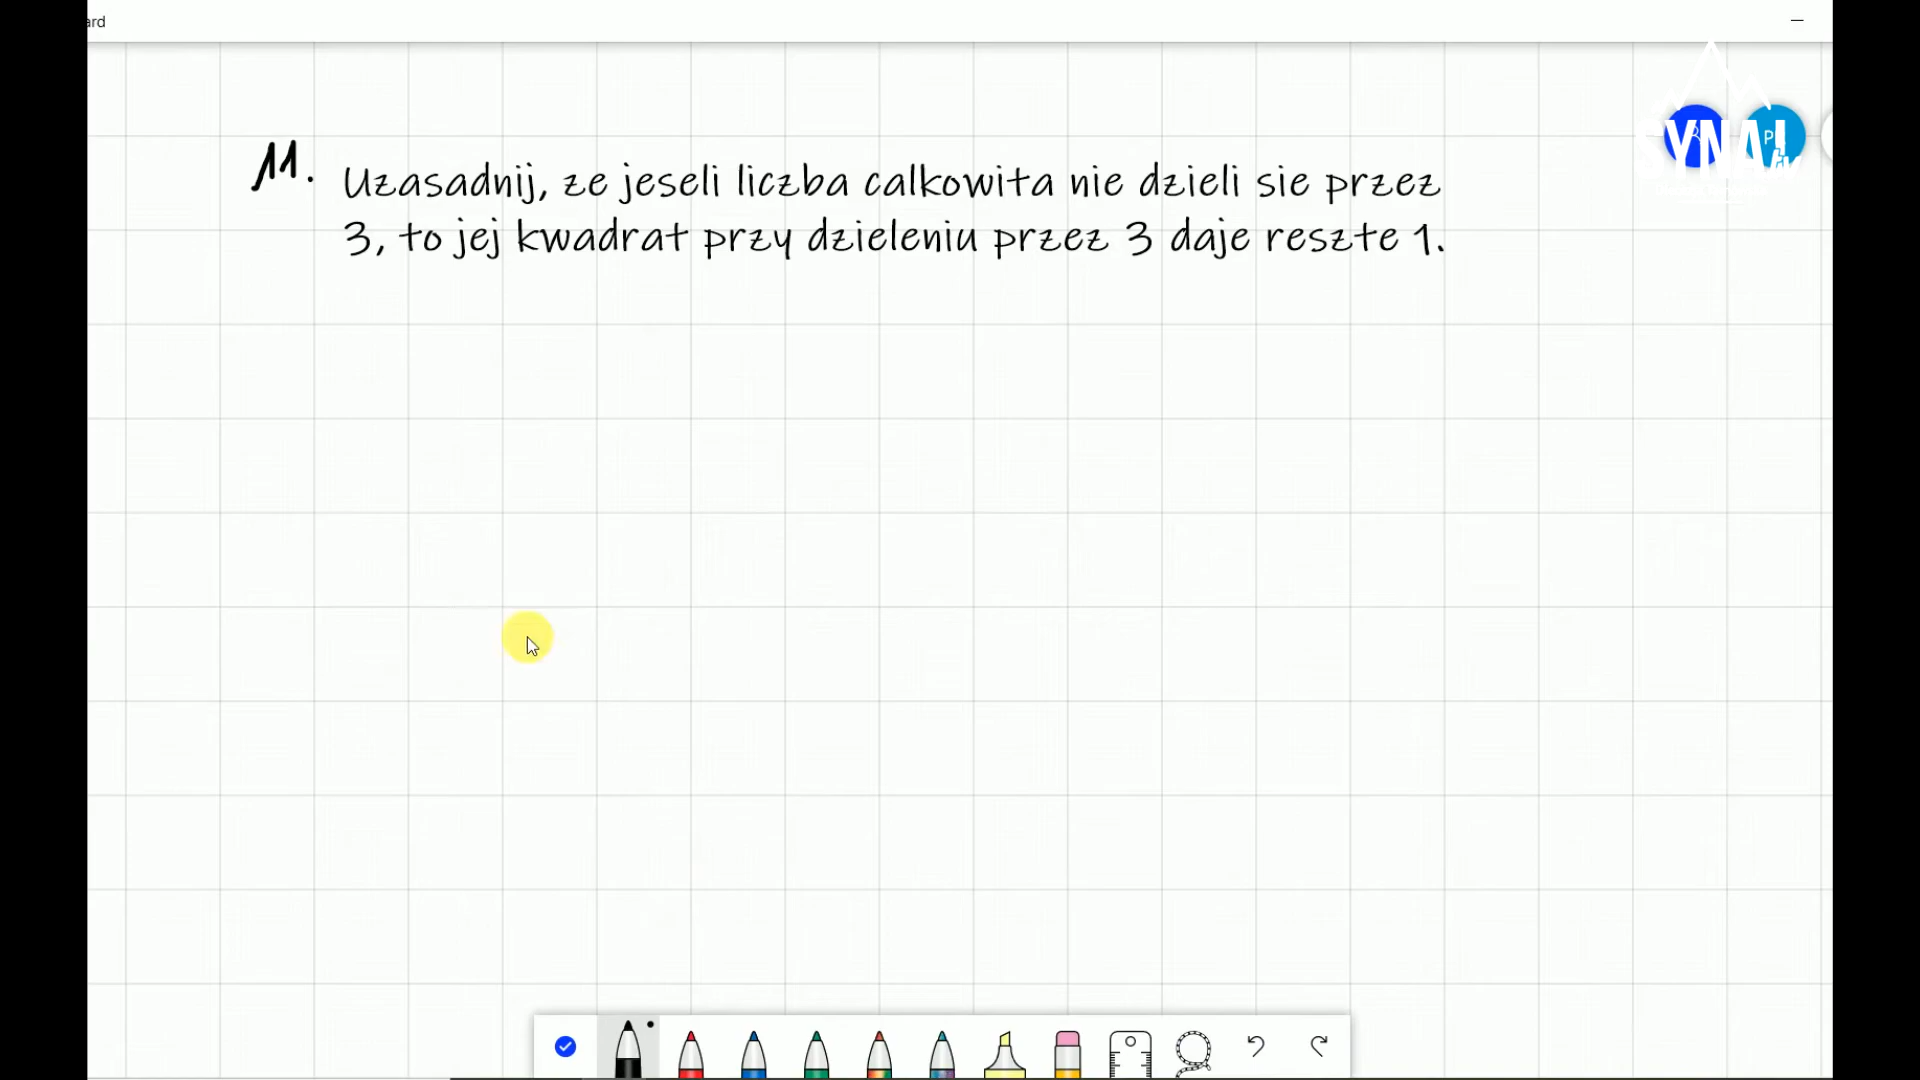 ard
11. Uzasadnij, ze jeseli liczba calkowita nie dzieli sie przez
3, to jej kwadrat przy dzieleniu przez 3 daje reszte 1.